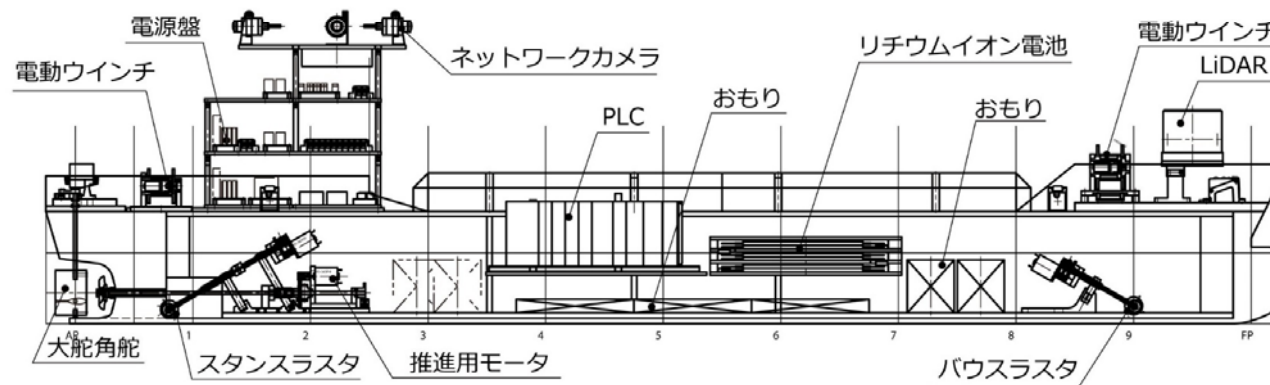 電源盤
電動ウインチ
ネットワークカメラ
リチウムイオン電池
電動ウインチ
LiDAR
PLC
おもり
おもり
AP 1 2 3 4 5 6 7 8 9 FP
大舵角舵
スタンスラスタ
推進用モータ
バウスラスタ